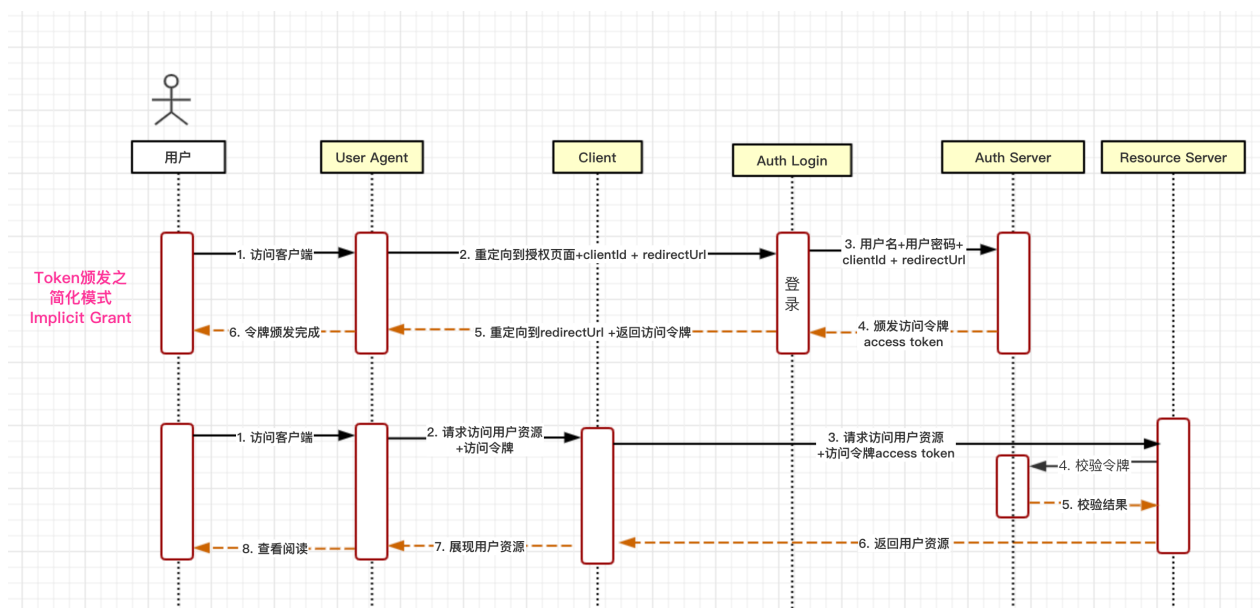 用户
User Agent
Client
Auth Login
Auth Server
Resource Server
Token颁发之
简化模式
Implicit Grant
1. 访问客户端
2. 重定向到授权页面+clientId + redirectUrl
3. 用户名+用户密码+
clientId + redirectUrl
登
录
4. 颁发访问令牌
access token
5. 重定向到redirectUrl +返回访问令牌
6. 令牌颁发完成
1. 访问客户端
2. 请求访问用户资源
+访问令牌
3. 请求访问用户资源
+访问令牌access token
4. 校验令牌
5. 校验结果
6. 返回用户资源
7. 展现用户资源
8. 查看阅读